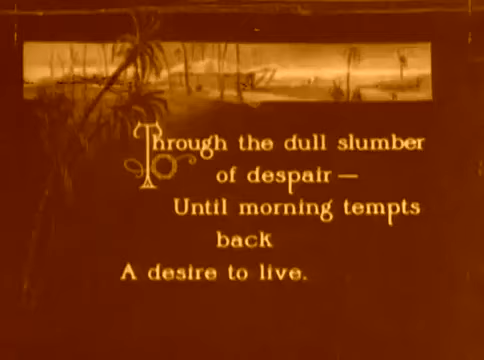 Through the dull slumber
of despair —
Until morning tempts
back
A desire to live.